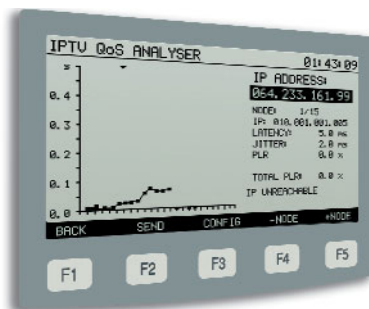 IPTV QoS ANALYSER 01:43:09
s
0.4
0.3
0.2
0.1
0.0
IP ADDRESS:
064.233.161.99
NODE: 1/15
IP: 010.001.001.005
LATENCY: 5.0 ms
JITTER: 2.0 ms
PLR 0.0 %
TOTAL PLR: 0.0 %
IP UNREACHABLE
BACK SEND CONFIG -NODE +NODE
F1 F2 F3 F4 F5